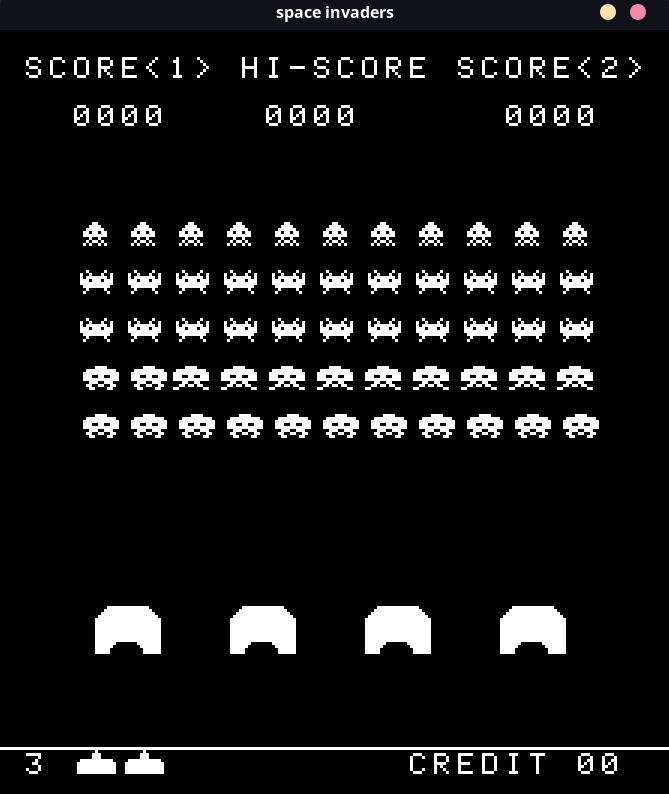 space invaders
SCORE<1> HI-SCORE SCORE<2>
0000 0000 0000
3 CREDIT 00